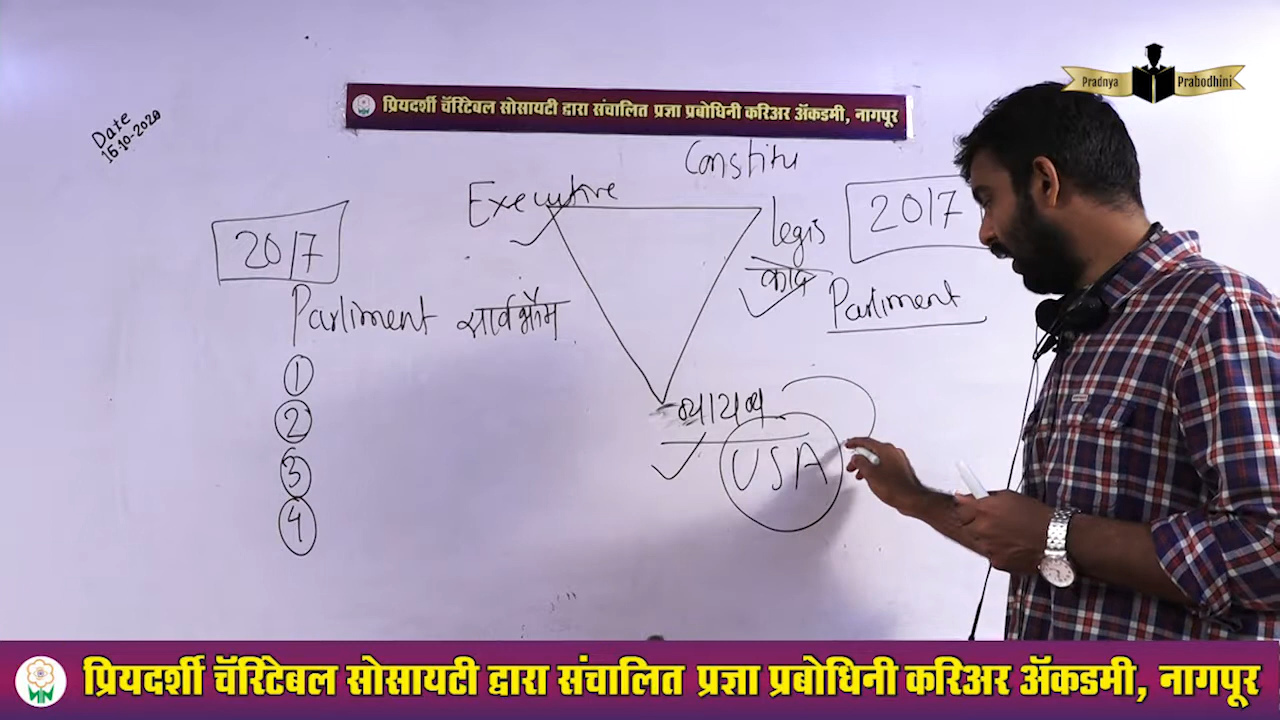 Pradnya Prabodhini
प्रियदर्शी चॅरिटेबल सोसायटी द्वारा संचालित प्रज्ञा प्रबोधिनी करिअर ॲकडमी, नागपूर
Date
15-10-2020
Constitu
Executive
2017
Legis
2017
काय
Parliment सार्वभौम
Parliment
1
2
3
4
न्यायव्य
USA
प्रियदर्शी चॅरिटेबल सोसायटी द्वारा संचालित प्रज्ञा प्रबोधिनी करिअर ॲकडमी, नागपूर